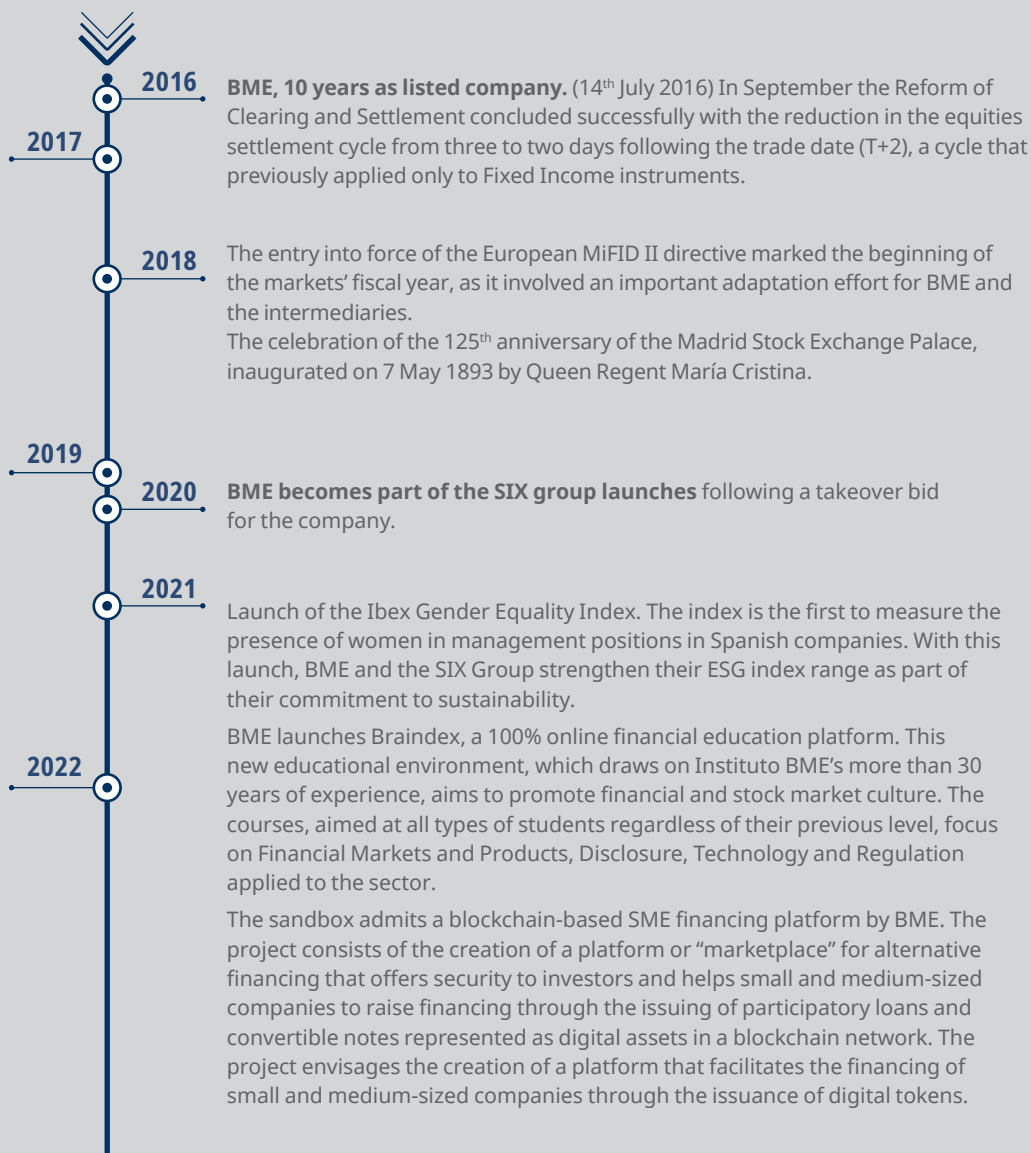 2016
BME, 10 years as listed company. (14th July 2016) In September the Reform of
Clearing and Settlement concluded successfully with the reduction in the equities
2017
settlement cycle from three to two days following the trade date (T+2), a cycle that
previously applied only to Fixed Income instruments.
2018
The entry into force of the European MiFID II directive marked the beginning of
the markets’ fiscal year, as it involved an important adaptation effort for BME and
the intermediaries.
The celebration of the 125th anniversary of the Madrid Stock Exchange Palace,
inaugurated on 7 May 1893 by Queen Regent María Cristina.
2019
2020
BME becomes part of the SIX group launches following a takeover bid
for the company.
2021
Launch of the Ibex Gender Equality Index. The index is the first to measure the
presence of women in management positions in Spanish companies. With this
launch, BME and the SIX Group strengthen their ESG index range as part of
their commitment to sustainability.
BME launches Braindex, a 100% online financial education platform. This
2022
new educational environment, which draws on Instituto BME’s more than 30
years of experience, aims to promote financial and stock market culture. The
courses, aimed at all types of students regardless of their previous level, focus
on Financial Markets and Products, Disclosure, Technology and Regulation
applied to the sector.
The sandbox admits a blockchain-based SME financing platform by BME. The
project consists of the creation of a platform or “marketplace” for alternative
financing that offers security to investors and helps small and medium-sized
companies to raise financing through the issuing of participatory loans and
convertible notes represented as digital assets in a blockchain network. The
project envisages the creation of a platform that facilitates the financing of
small and medium-sized companies through the issuance of digital tokens.